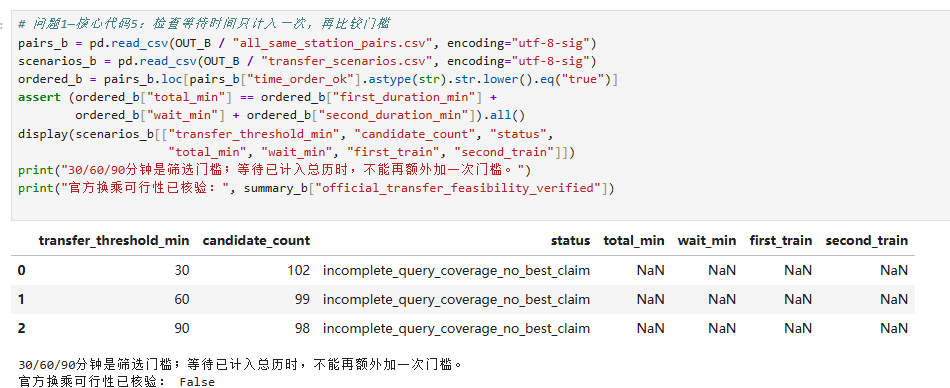 # 问题1—核心代码5：检查等待时间只计入一次，再比较门槛
pairs_b = pd.read_csv(OUT_B / "all_same_station_pairs.csv", encoding="utf-8-sig")
scenarios_b = pd.read_csv(OUT_B / "transfer_scenarios.csv", encoding="utf-8-sig")
ordered_b = pairs_b.loc[pairs_b["time_order_ok"].astype(str).str.lower().eq("true")]
assert (ordered_b["total_min"] == ordered_b["first_duration_min"] +
        ordered_b["wait_min"] + ordered_b["second_duration_min"]).all()
display(scenarios_b[["transfer_threshold_min", "candidate_count", "status",
                     "total_min", "wait_min", "first_train", "second_train"]])
print("30/60/90分钟是筛选门槛；等待已计入总历时，不能再额外加一次门槛。")
print("官方换乘可行性已核验：", summary_b["official_transfer_feasibility_verified"])
transfer_threshold_min candidate_count status total_min wait_min first_train second_train
0 30 102 incomplete_query_coverage_no_best_claim NaN NaN NaN NaN
1 60 99 incomplete_query_coverage_no_best_claim NaN NaN NaN NaN
2 90 98 incomplete_query_coverage_no_best_claim NaN NaN NaN NaN
30/60/90分钟是筛选门槛；等待已计入总历时，不能再额外加一次门槛。
官方换乘可行性已核验： False